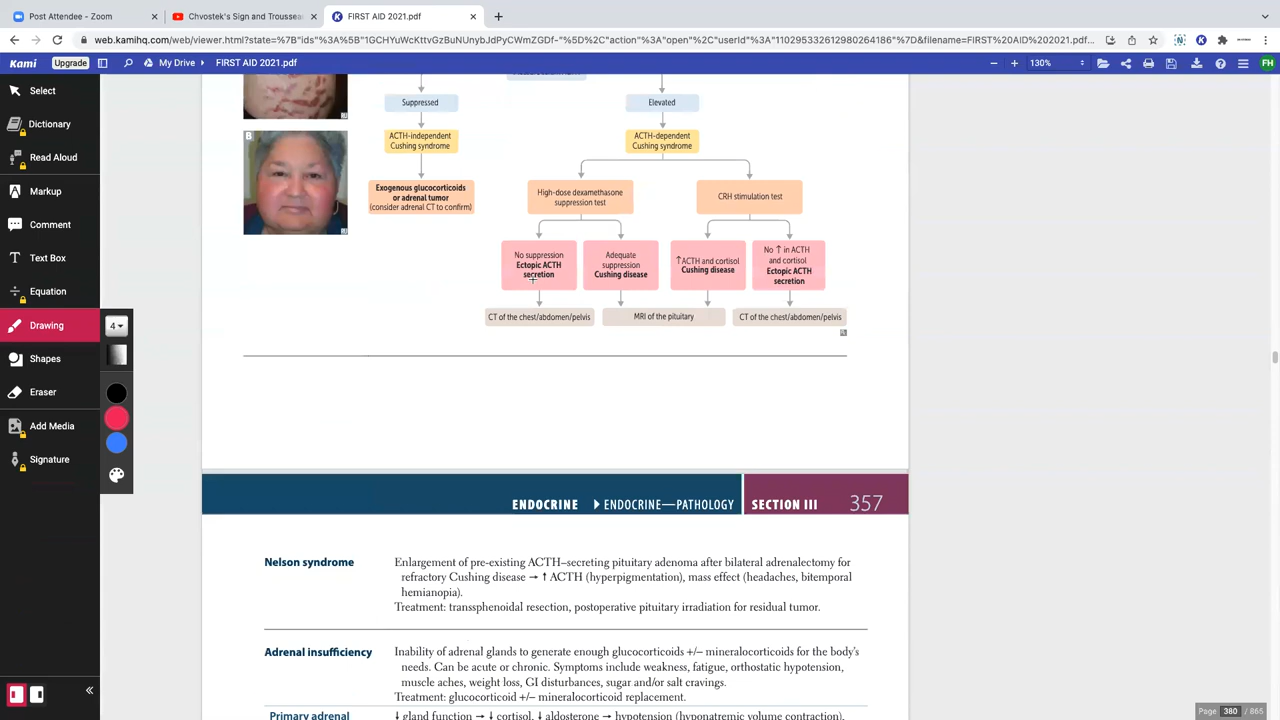 Post Attendee - Zoom
Chvostek's Sign and Troussea
FIRST AID 2021.pdf
web.kamihq.com/web/viewer.html?state=%7B"ids"%3A%5B"1GCHYuWcKttvGzBuNUnybJdPyCWmZGDf-"%5D%2C"action"%3A"open"%2C"userId"%3A"110295332612980264186"%7D&filename=FIRST%20AID%202021.pdf...
Kami
Upgrade
My Drive
FIRST AID 2021.pdf
130%
FH
Select
Dictionary
Read Aloud
Markup
Comment
Text Box
Equation
Drawing
4
Shapes
Eraser
Add Media
Signature
A
B
Suppressed
Elevated
ACTH-independent
Cushing syndrome
ACTH-dependent
Cushing syndrome
Exogenous glucocorticoids
or adrenal tumor
(consider adrenal CT to confirm)
High-dose dexamethasone
suppression test
CRH stimulation test
No suppression
Ectopic ACTH
secretion
Adequate
suppression
Cushing disease
↑ACTH and cortisol
Cushing disease
No ↑ in ACTH
and cortisol
Ectopic ACTH
secretion
CT of the chest/abdomen/pelvis
MRI of the pituitary
CT of the chest/abdomen/pelvis
ENDOCRINE ▶ ENDOCRINE—PATHOLOGY
SECTION III
357
Nelson syndrome
Enlargement of pre-existing ACTH–secreting pituitary adenoma after bilateral adrenalectomy for
refractory Cushing disease → ↑ ACTH (hyperpigmentation), mass effect (headaches, bitemporal
hemianopia).
Treatment: transsphenoidal resection, postoperative pituitary irradiation for residual tumor.
Adrenal insufficiency
Inability of adrenal glands to generate enough glucocorticoids +/− mineralocorticoids for the body's
needs. Can be acute or chronic. Symptoms include weakness, fatigue, orthostatic hypotension,
muscle aches, weight loss, GI disturbances, sugar and/or salt cravings.
Treatment: glucocorticoid +/− mineralocorticoid replacement.
Primary adrenal
↓ gland function → ↓ cortisol, ↓ aldosterone → hypotension (hyponatremic volume contraction),
Page 380 / 865